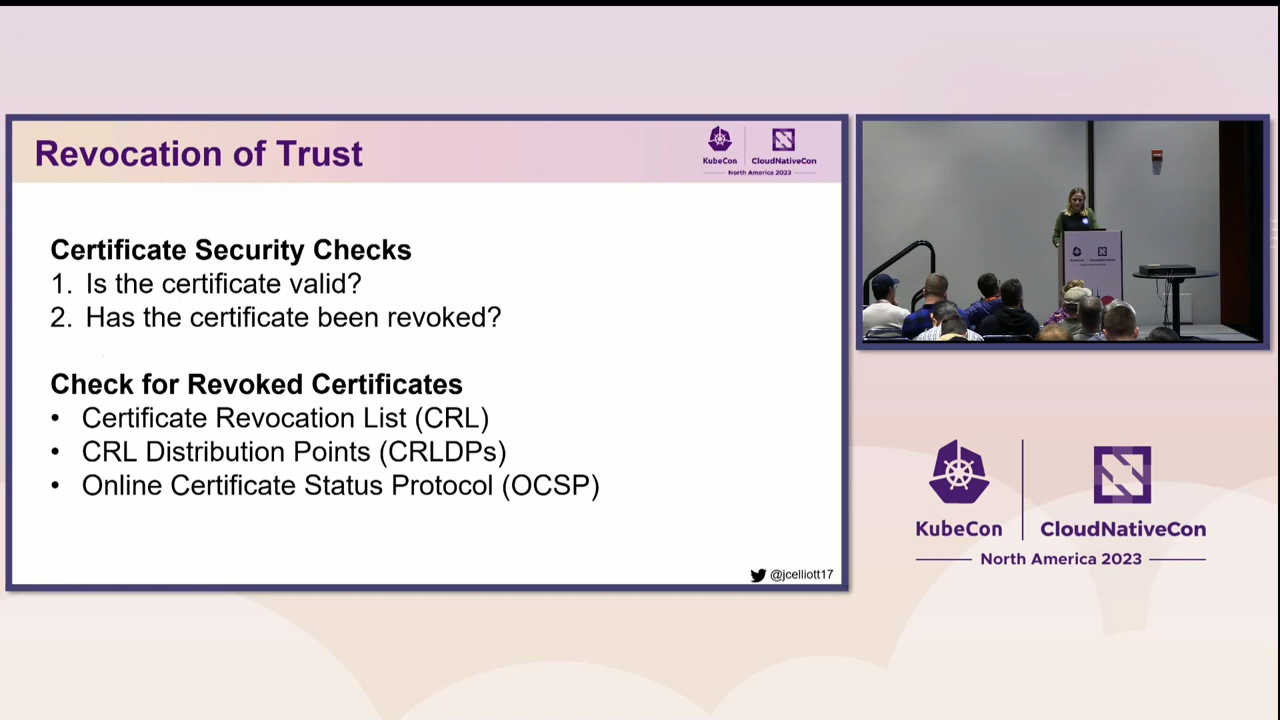 Revocation of Trust
KubeCon
CloudNativeCon
North America 2023
Certificate Security Checks
1. Is the certificate valid?
2. Has the certificate been revoked?
Check for Revoked Certificates
• Certificate Revocation List (CRL)
• CRL Distribution Points (CRLDPs)
• Online Certificate Status Protocol (OCSP)
@jcelliott17
KubeCon
CloudNativeCon
North America 2023